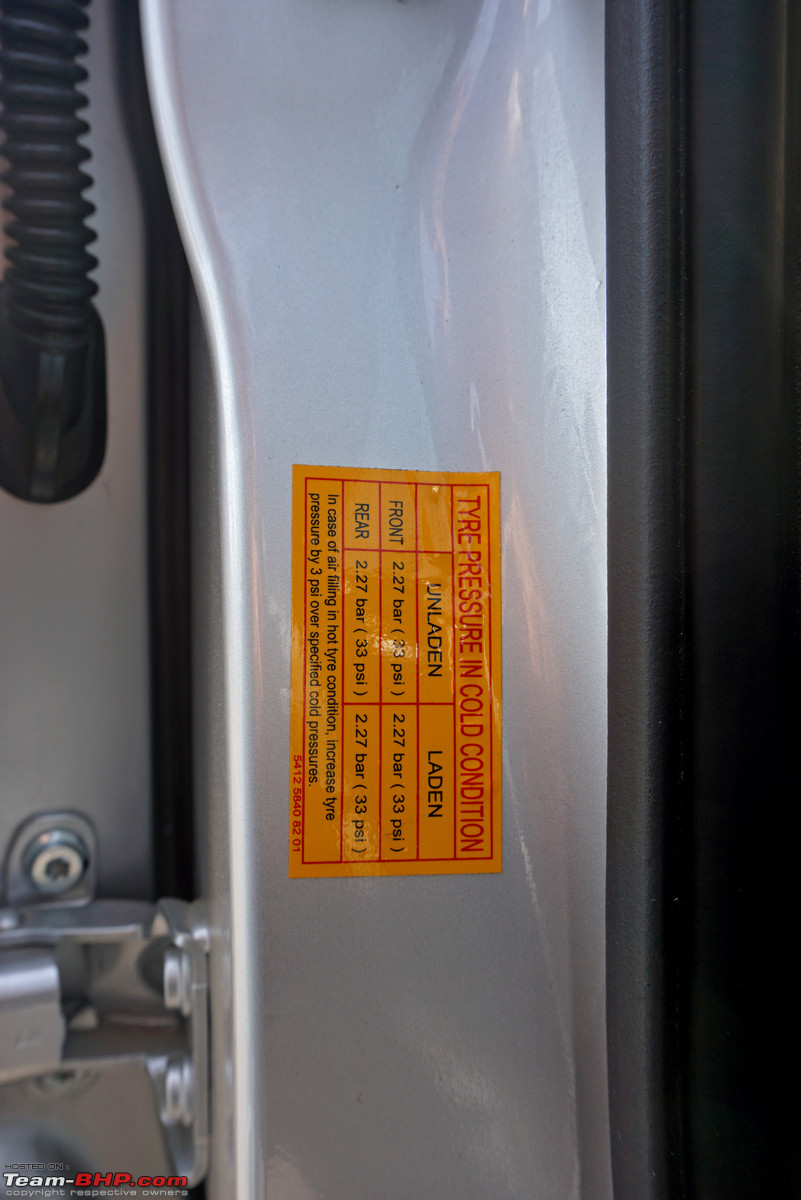 TYRE PRESSURE IN COLD CONDITION
UNLADEN LADEN
FRONT 2.27 bar ( 33 psi ) 2.27 bar ( 33 psi )
REAR 2.27 bar ( 33 psi ) 2.27 bar ( 33 psi )
In case of air filling in hot tyre condition, increase tyre
pressure by 3 psi over specified cold pressures.
5412 5840 82 01
HOSTED ON :
Team-BHP.com
copyright respective owners